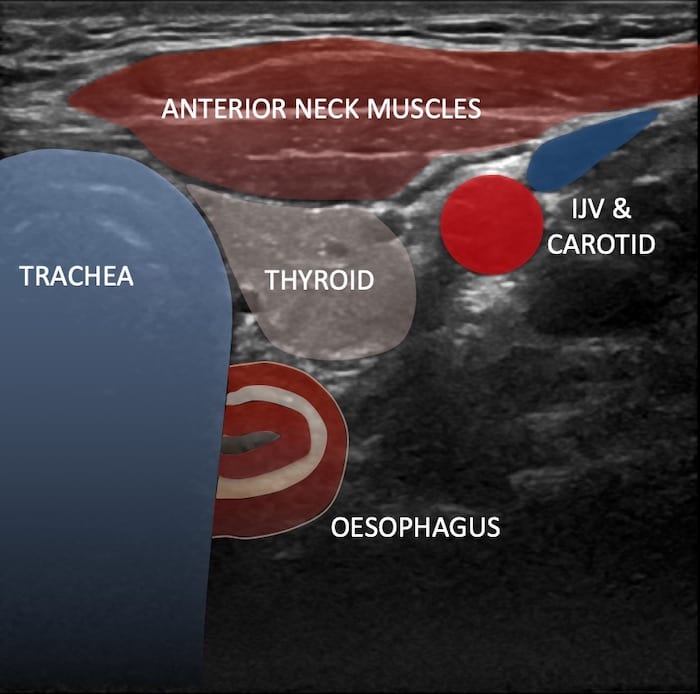 ANTERIOR NECK MUSCLES
IJV &
CAROTID
TRACHEA
THYROID
OESOPHAGUS